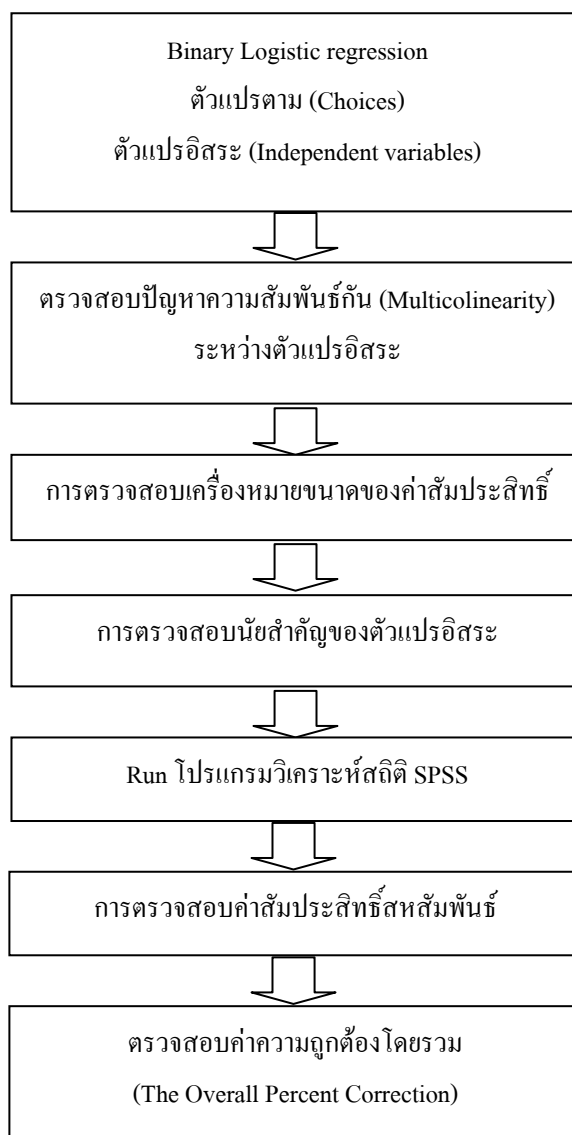 Binary Logistic regression
ตัวแปรตาม (Choices)
ตัวแปรอิสระ (Independent variables)
ตรวจสอบปัญหาความสัมพันธ์กัน (Multicolinearity)
ระหว่างตัวแปรอิสระ
การตรวจสอบเครื่องหมายขนาดของค่าสัมประสิทธิ์
การตรวจสอบนัยสำคัญของตัวแปรอิสระ
Run โปรแกรมวิเคราะห์สถิติ SPSS
การตรวจสอบค่าสัมประสิทธิ์สหสัมพันธ์
ตรวจสอบค่าความถูกต้องโดยรวม
(The Overall Percent Correction)